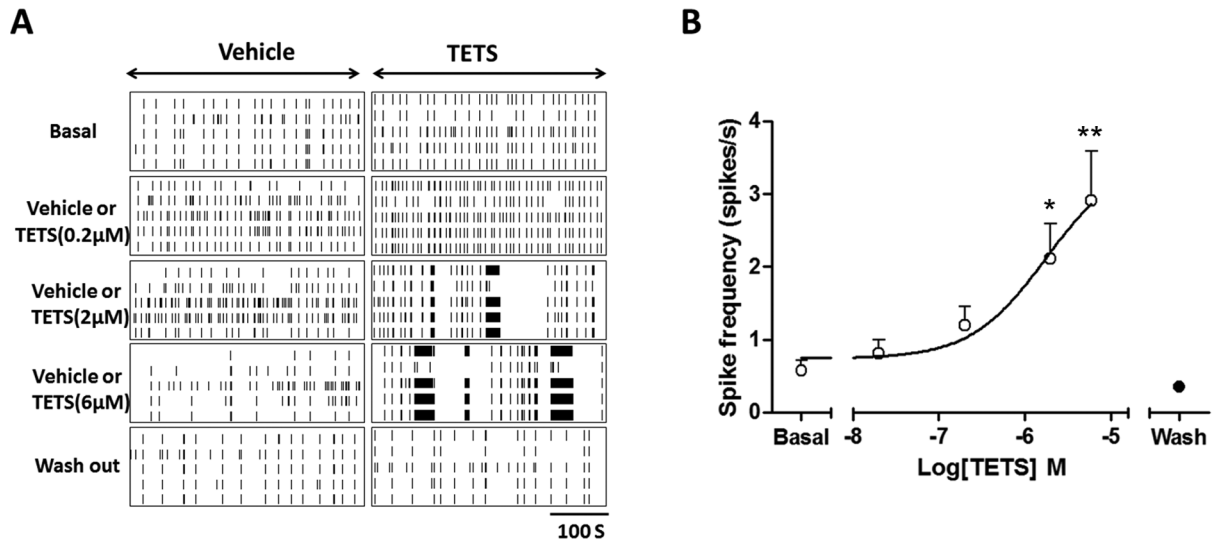 A
Vehicle
TETS
Basal
Vehicle or
TETS(0.2μM)
Vehicle or
TETS(2μM)
Vehicle or
TETS(6μM)
Wash out
100 S
B
Spike frequency (spikes/s)
4
3
2
1
0
*
**
Basal
-8
-7
-6
-5
Wash
Log[TETS] M